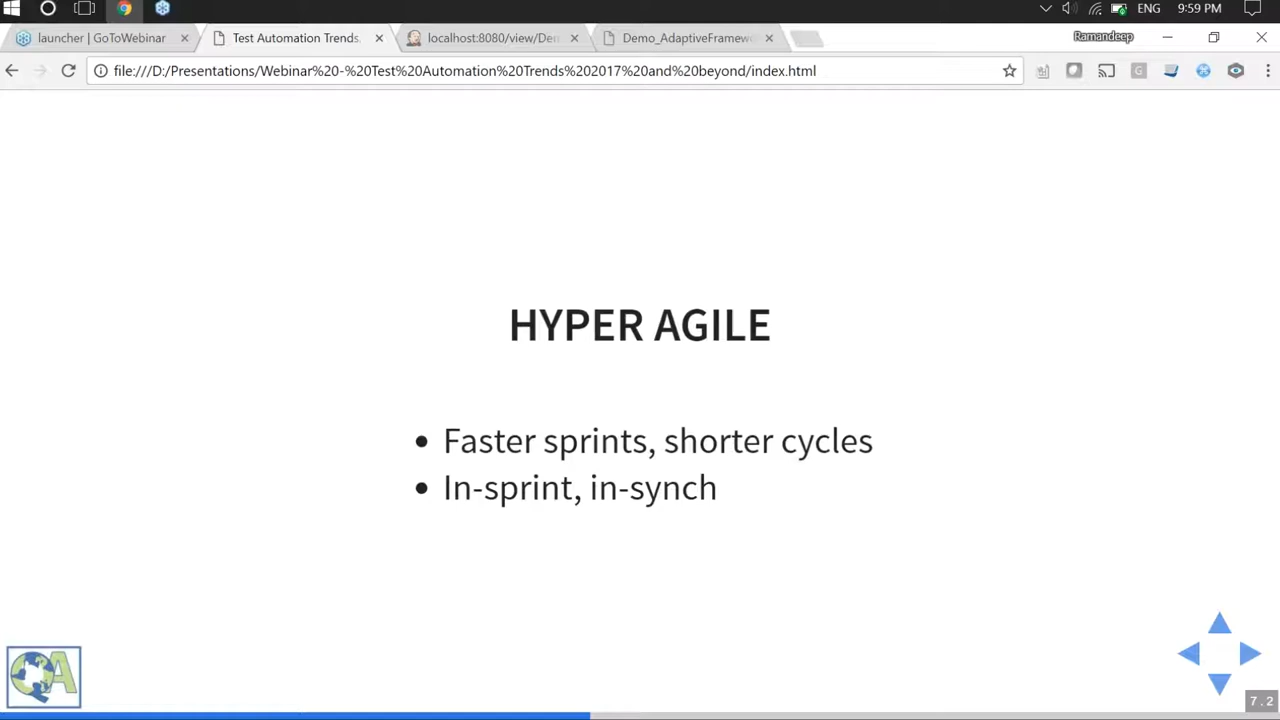 ENG 9:59 PM
launcher | GoToWebinar
Test Automation Trends
localhost:8080/view/Den
Demo_AdaptiveFramew
Ramandeep
file:///D:/Presentations/Webinar%20-%20Test%20Automation%20Trends%202017%20and%20beyond/index.html
HYPER AGILE
• Faster sprints, shorter cycles
• In-sprint, in-synch
A
7.2